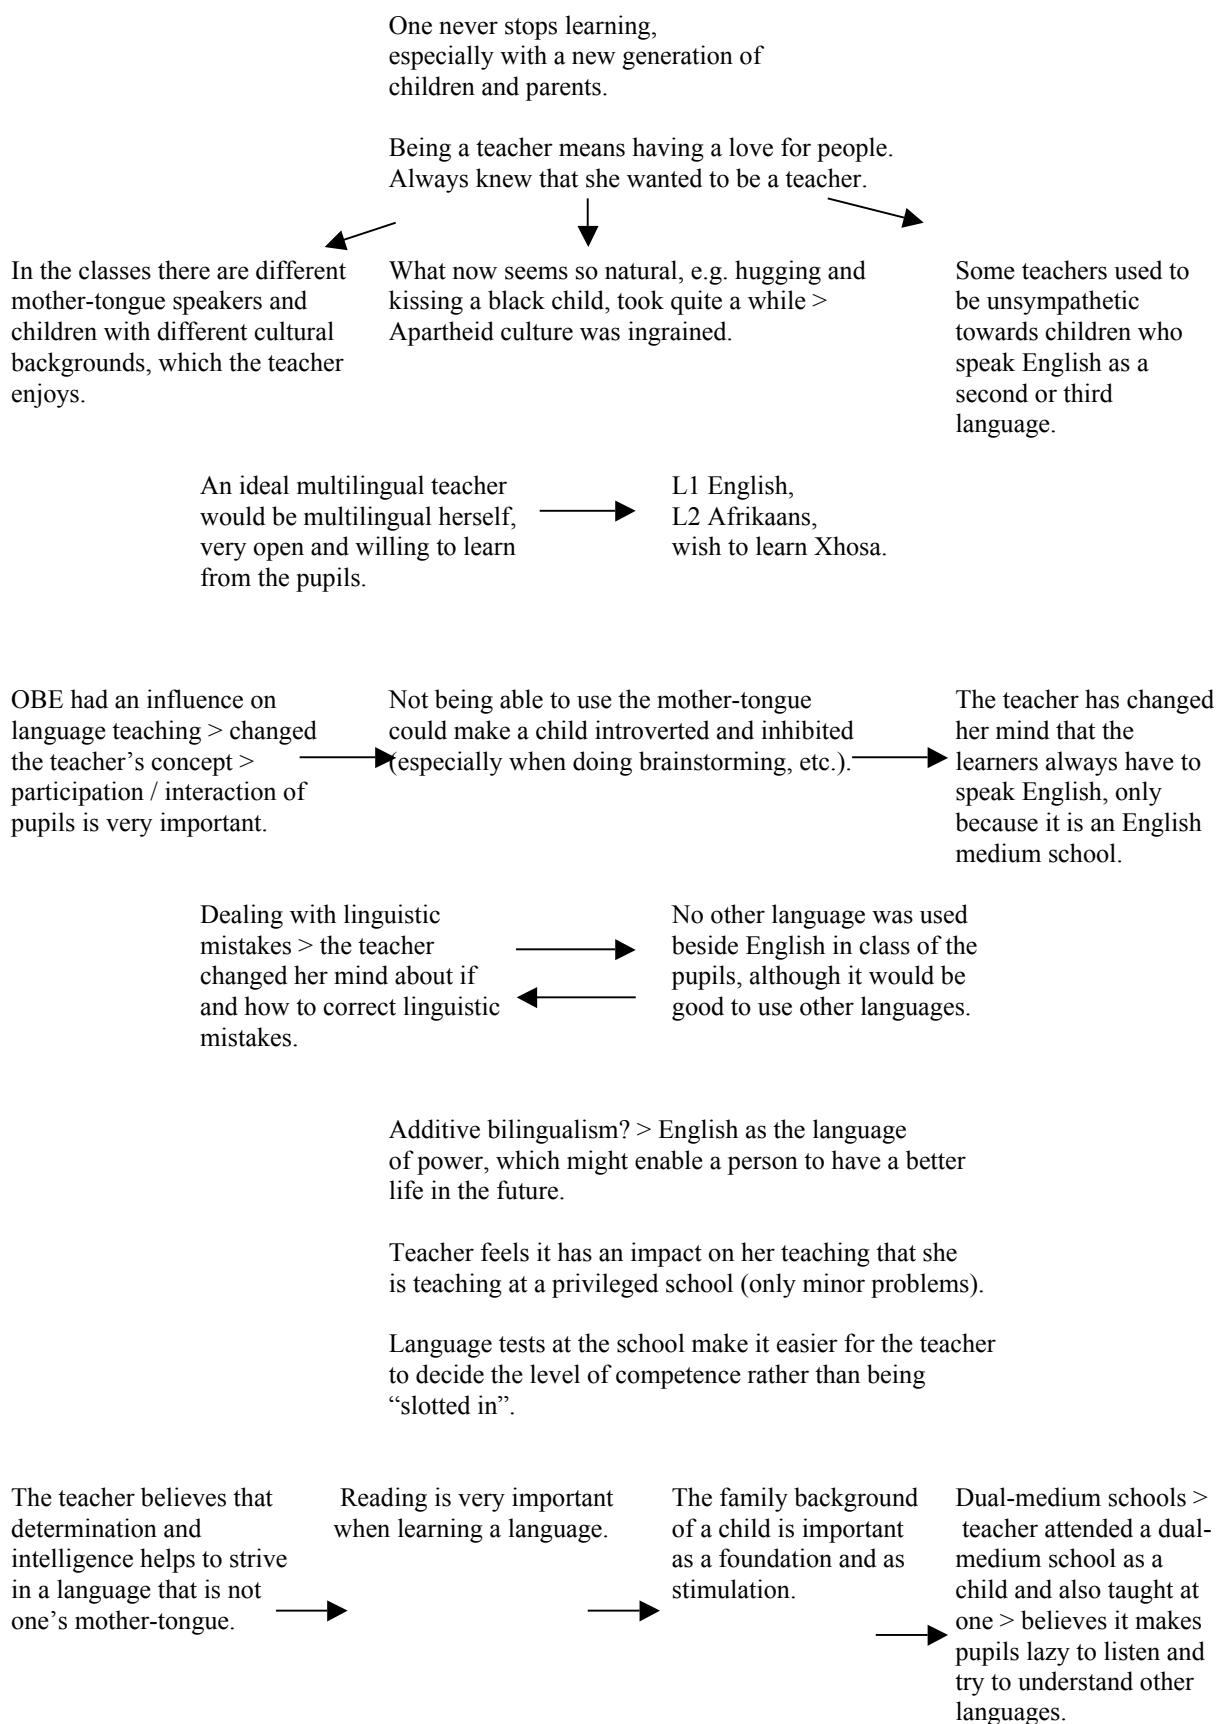 One never stops learning,
especially with a new generation of
children and parents.
Being a teacher means having a love for people.
Always knew that she wanted to be a teacher.
In the classes there are different
mother-tongue speakers and
children with different cultural
backgrounds, which the teacher
enjoys.
What now seems so natural, e.g. hugging and
kissing a black child, took quite a while >
Apartheid culture was ingrained.
Some teachers used to
be unsympathetic
towards children who
speak English as a
second or third
language.
An ideal multilingual teacher
would be multilingual herself,
very open and willing to learn
from the pupils.
L1 English,
L2 Afrikaans,
wish to learn Xhosa.
OBE had an influence on
language teaching > changed
the teacher’s concept >
participation / interaction of
pupils is very important.
Not being able to use the mother-tongue
could make a child introverted and inhibited
(especially when doing brainstorming, etc.).
The teacher has changed
her mind that the
learners always have to
speak English, only
because it is an English
medium school.
Dealing with linguistic
mistakes > the teacher
changed her mind about if
and how to correct linguistic
mistakes.
No other language was used
beside English in class of the
pupils, although it would be
good to use other languages.
Additive bilingualism? > English as the language
of power, which might enable a person to have a better
life in the future.
Teacher feels it has an impact on her teaching that she
is teaching at a privileged school (only minor problems).
Language tests at the school make it easier for the teacher
to decide the level of competence rather than being
“slotted in”.
The teacher believes that
determination and
intelligence helps to strive
in a language that is not
one’s mother-tongue.
Reading is very important
when learning a language.
The family background
of a child is important
as a foundation and as
stimulation.
Dual-medium schools >
teacher attended a dual-
medium school as a
child and also taught at
one > believes it makes
pupils lazy to listen and
try to understand other
languages.